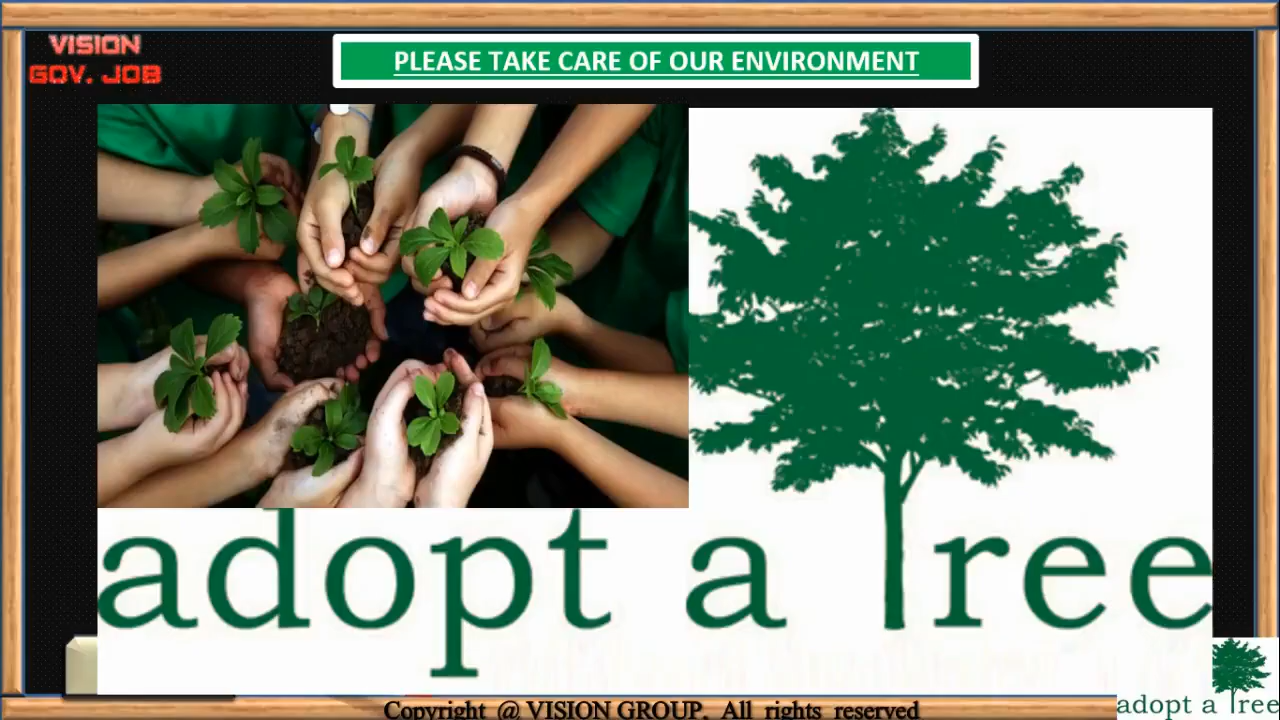 VISION
GOV. JOB
PLEASE TAKE CARE OF OUR ENVIRONMENT
adopt a Tree
adopt a Tree
Copyright @ VISION GROUP. All rights reserved